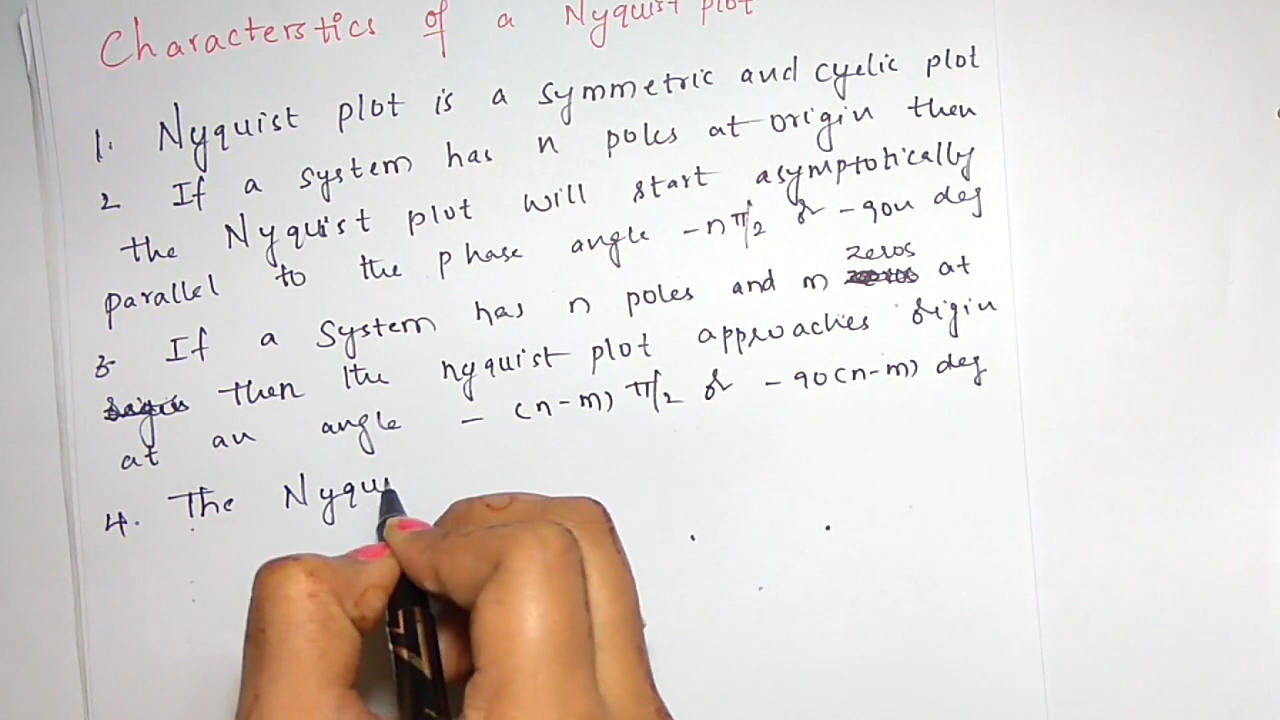 Characterstics of a Nyquist plot
1. Nyquist plot is a symmetric and cyclic plot
2 If a system has n poles at origin then
the Nyquist plot will start asymptotically
parallel to the phase angle -nπ/2 or -90n deg
3 If a System has n poles and m zeros at
then the nyquist plot approaches origin
at an angle - (n-m) π/2 or - 90(n-m) deg
4. The Nyqu